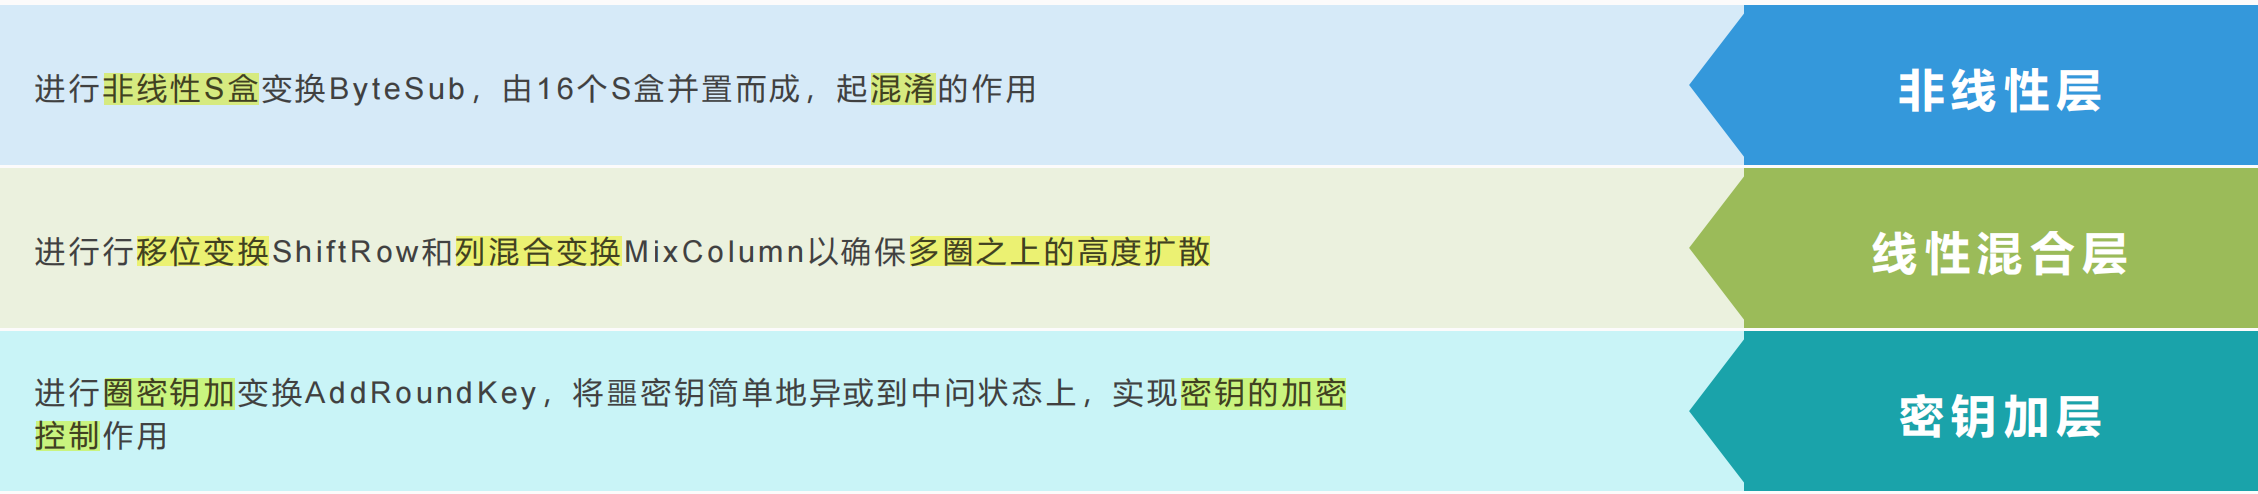 进行非线性S盒变换ByteSub，由16个S盒并置而成，起混淆的作用
非线性层
进行行移位变换ShiftRow和列混合变换MixColumn以确保多圈之上的高度扩散
线性混合层
进行圈密钥加变换AddRoundKey，将噩密钥简单地异或到中问状态上，实现密钥的加密
控制作用
密钥加层